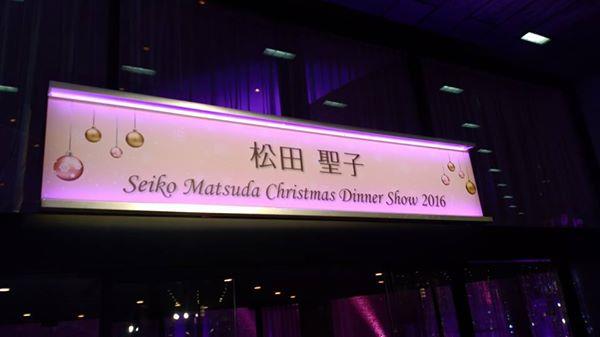 松田 聖子
Seiko Matsuda Christmas Dinner Show 2016